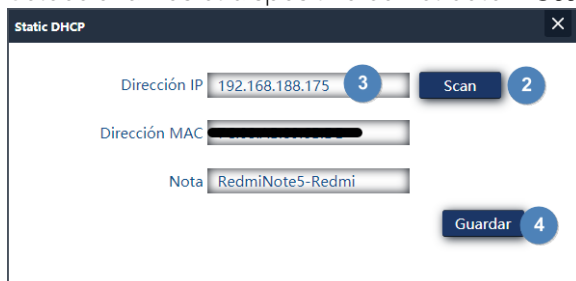 Static DHCP
Dirección IP 192.168.188.175 3 Scan 2
Dirección MAC
Nota RedmiNote5-Redmi
Guardar 4